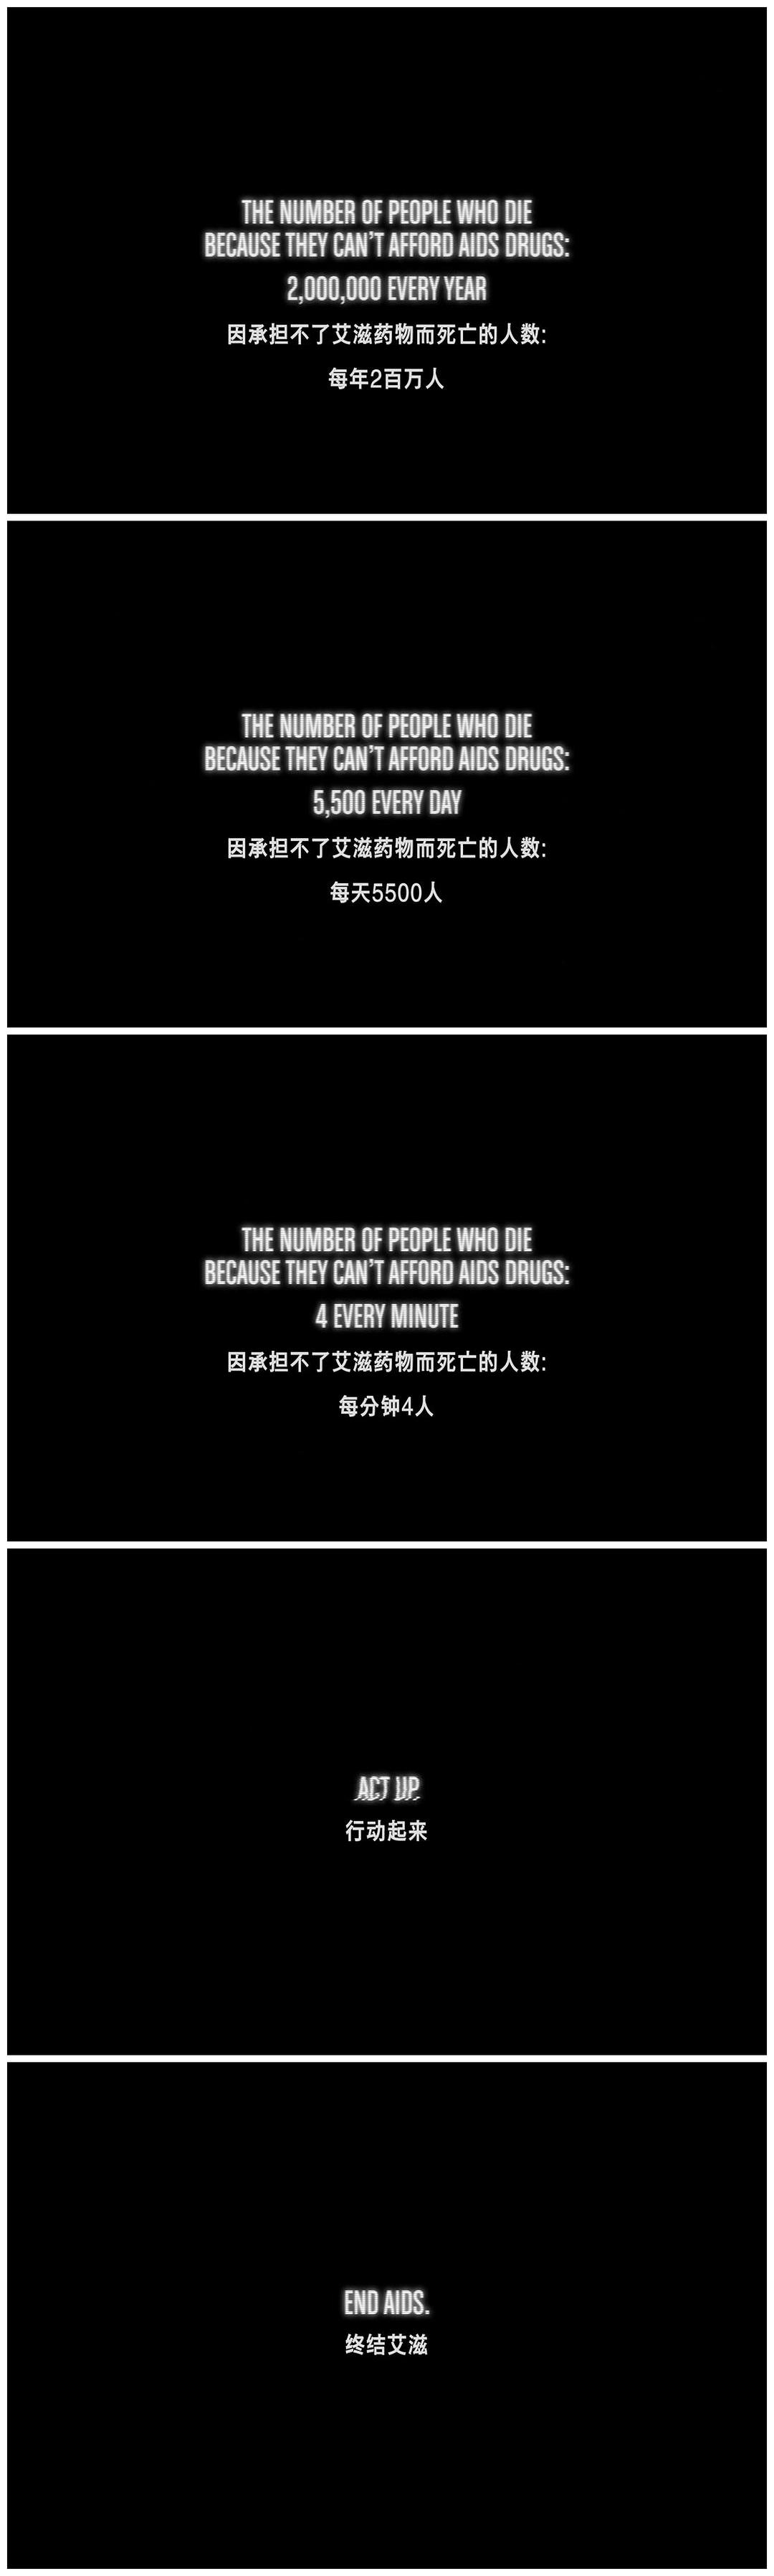 THE NUMBER OF PEOPLE WHO DIE
BECAUSE THEY CAN'T AFFORD AIDS DRUGS:
2,000,000 EVERY YEAR
因承担不了艾滋药物而死亡的人数:
每年2百万人
THE NUMBER OF PEOPLE WHO DIE
BECAUSE THEY CAN'T AFFORD AIDS DRUGS:
5,500 EVERY DAY
因承担不了艾滋药物而死亡的人数:
每天5500人
THE NUMBER OF PEOPLE WHO DIE
BECAUSE THEY CAN'T AFFORD AIDS DRUGS:
4 EVERY MINUTE
因承担不了艾滋药物而死亡的人数:
每分钟4人
ACT UP.
行动起来
END AIDS.
终结艾滋